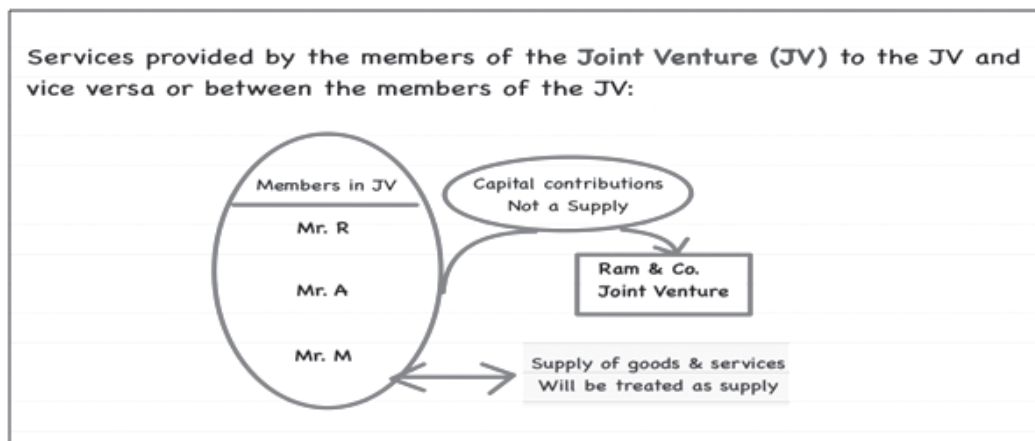 Services provided by the members of the Joint Venture (JV) to the JV and
vice versa or between the members of the JV:
Members in JV
Mr. R
Mr. A
Mr. M
Capital contributions
Not a Supply
Ram & Co.
Joint Venture
Supply of goods & services
Will be treated as supply